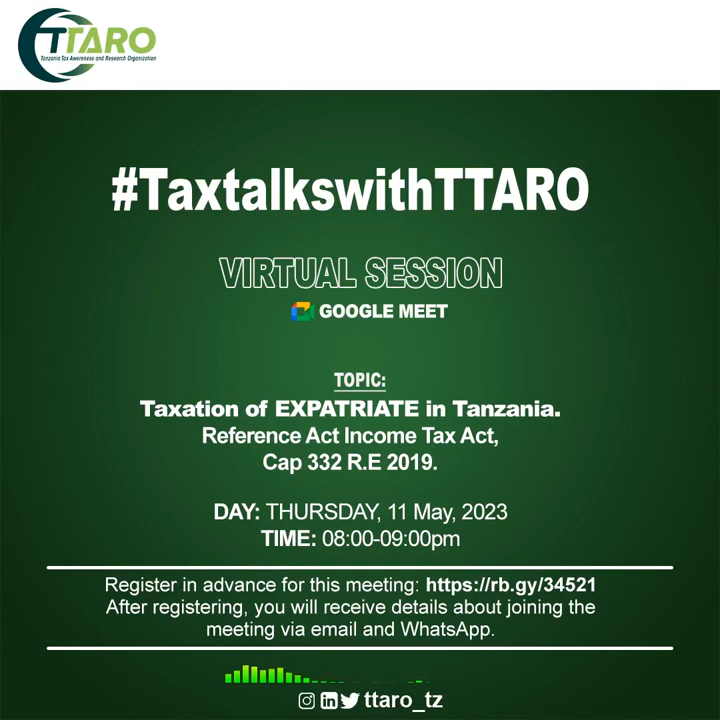 TTARO
Tanzania Tax Awareness and Research Organization
#TaxtalkswithTTARO
VIRTUAL SESSION
GOOGLE MEET
TOPIC:
Taxation of EXPATRIATE in Tanzania.
Reference Act Income Tax Act,
Cap 332 R.E 2019.
DAY: THURSDAY, 11 May, 2023
TIME: 08:00-09:00pm
Register in advance for this meeting: https://rb.gy/34521
After registering, you will receive details about joining the
meeting via email and WhatsApp.
ttaro_tz